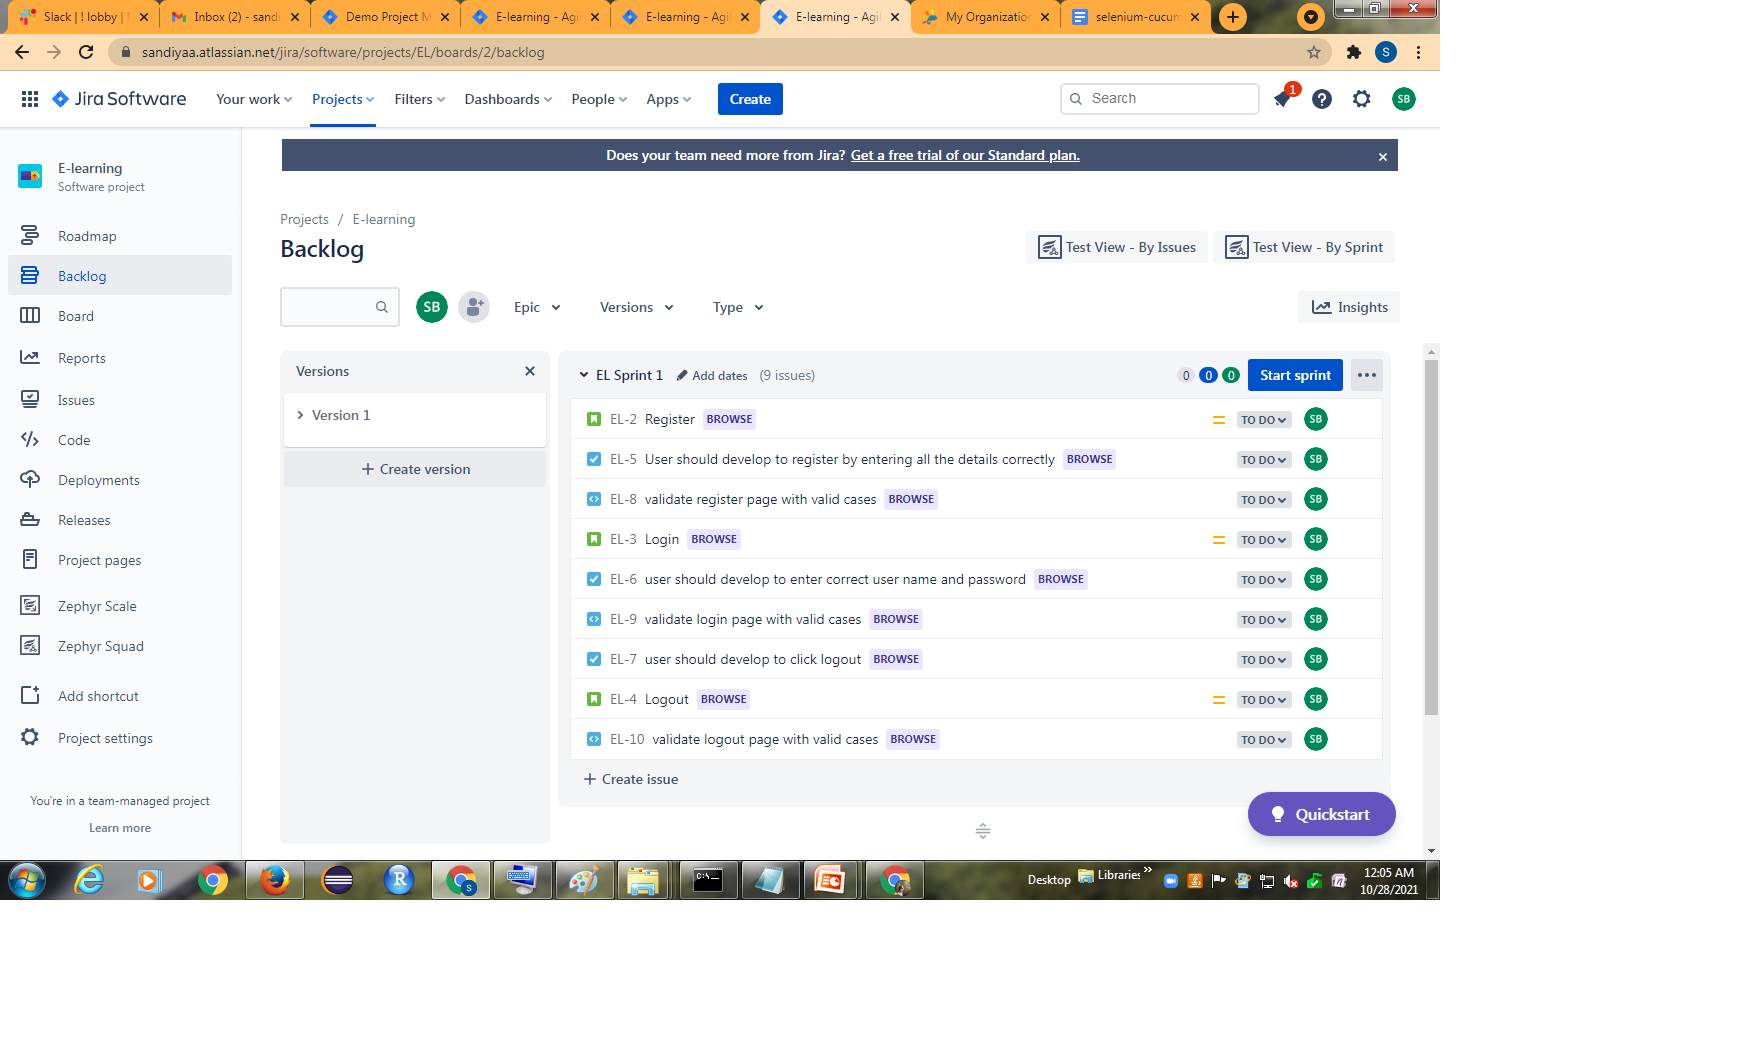 Slack | ! lobby |
Inbox (2) - sandi
Demo Project M
E-learning - Agil
E-learning - Agil
E-learning - Agil
My Organization
selenium-cucum
sandiyaa.atlassian.net/jira/software/projects/EL/boards/2/backlog
S
Jira Software
Your work
Projects
Filters
Dashboards
People
Apps
Create
Search
1
SB
Does your team need more from Jira? Get a free trial of our Standard plan.
E-learning
Software project
Roadmap
Backlog
Board
Reports
Issues
Code
Deployments
Releases
Project pages
Zephyr Scale
Zephyr Squad
Add shortcut
Project settings
You're in a team-managed project
Learn more
Projects / E-learning
Backlog
Test View - By Issues
Test View - By Sprint
SB
Epic
Versions
Type
Insights
Versions
Version 1
+ Create version
EL Sprint 1 Add dates (9 issues)
0 0 0 Start sprint
EL-2 Register BROWSE TO DO SB
EL-5 User should develop to register by entering all the details correctly BROWSE TO DO SB
EL-8 validate register page with valid cases BROWSE TO DO SB
EL-3 Login BROWSE TO DO SB
EL-6 user should develop to enter correct user name and password BROWSE TO DO SB
EL-9 validate login page with valid cases BROWSE TO DO SB
EL-7 user should develop to click logout BROWSE TO DO SB
EL-4 Logout BROWSE TO DO SB
EL-10 validate logout page with valid cases BROWSE TO DO SB
+ Create issue
Quickstart
Desktop
Libraries
12:05 AM
10/28/2021